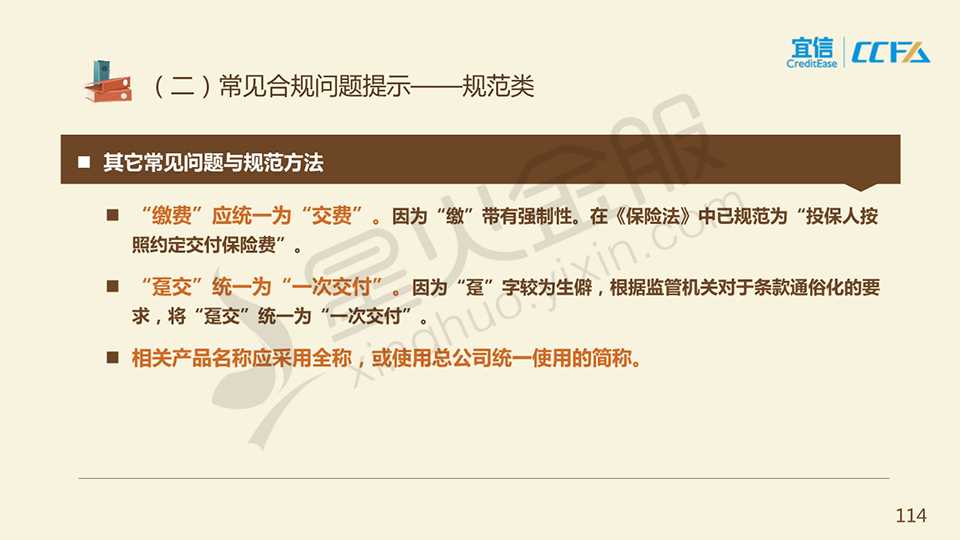 宜信
CreditEase
CCFA
（二）常见合规问题提示——规范类
其它常见问题与规范方法
“缴费”应统一为“交费”。因为“缴”带有强制性。在《保险法》中已规范为“投保人按
照约定交付保险费”。
“趸交”统一为“一次交付”。因为“趸”字较为生僻，根据监管机关对于条款通俗化的要
求，将“趸交”统一为“一次交付”。
相关产品名称应采用全称，或使用总公司统一使用的简称。
星火金服
xinghuo.yixin.com
114